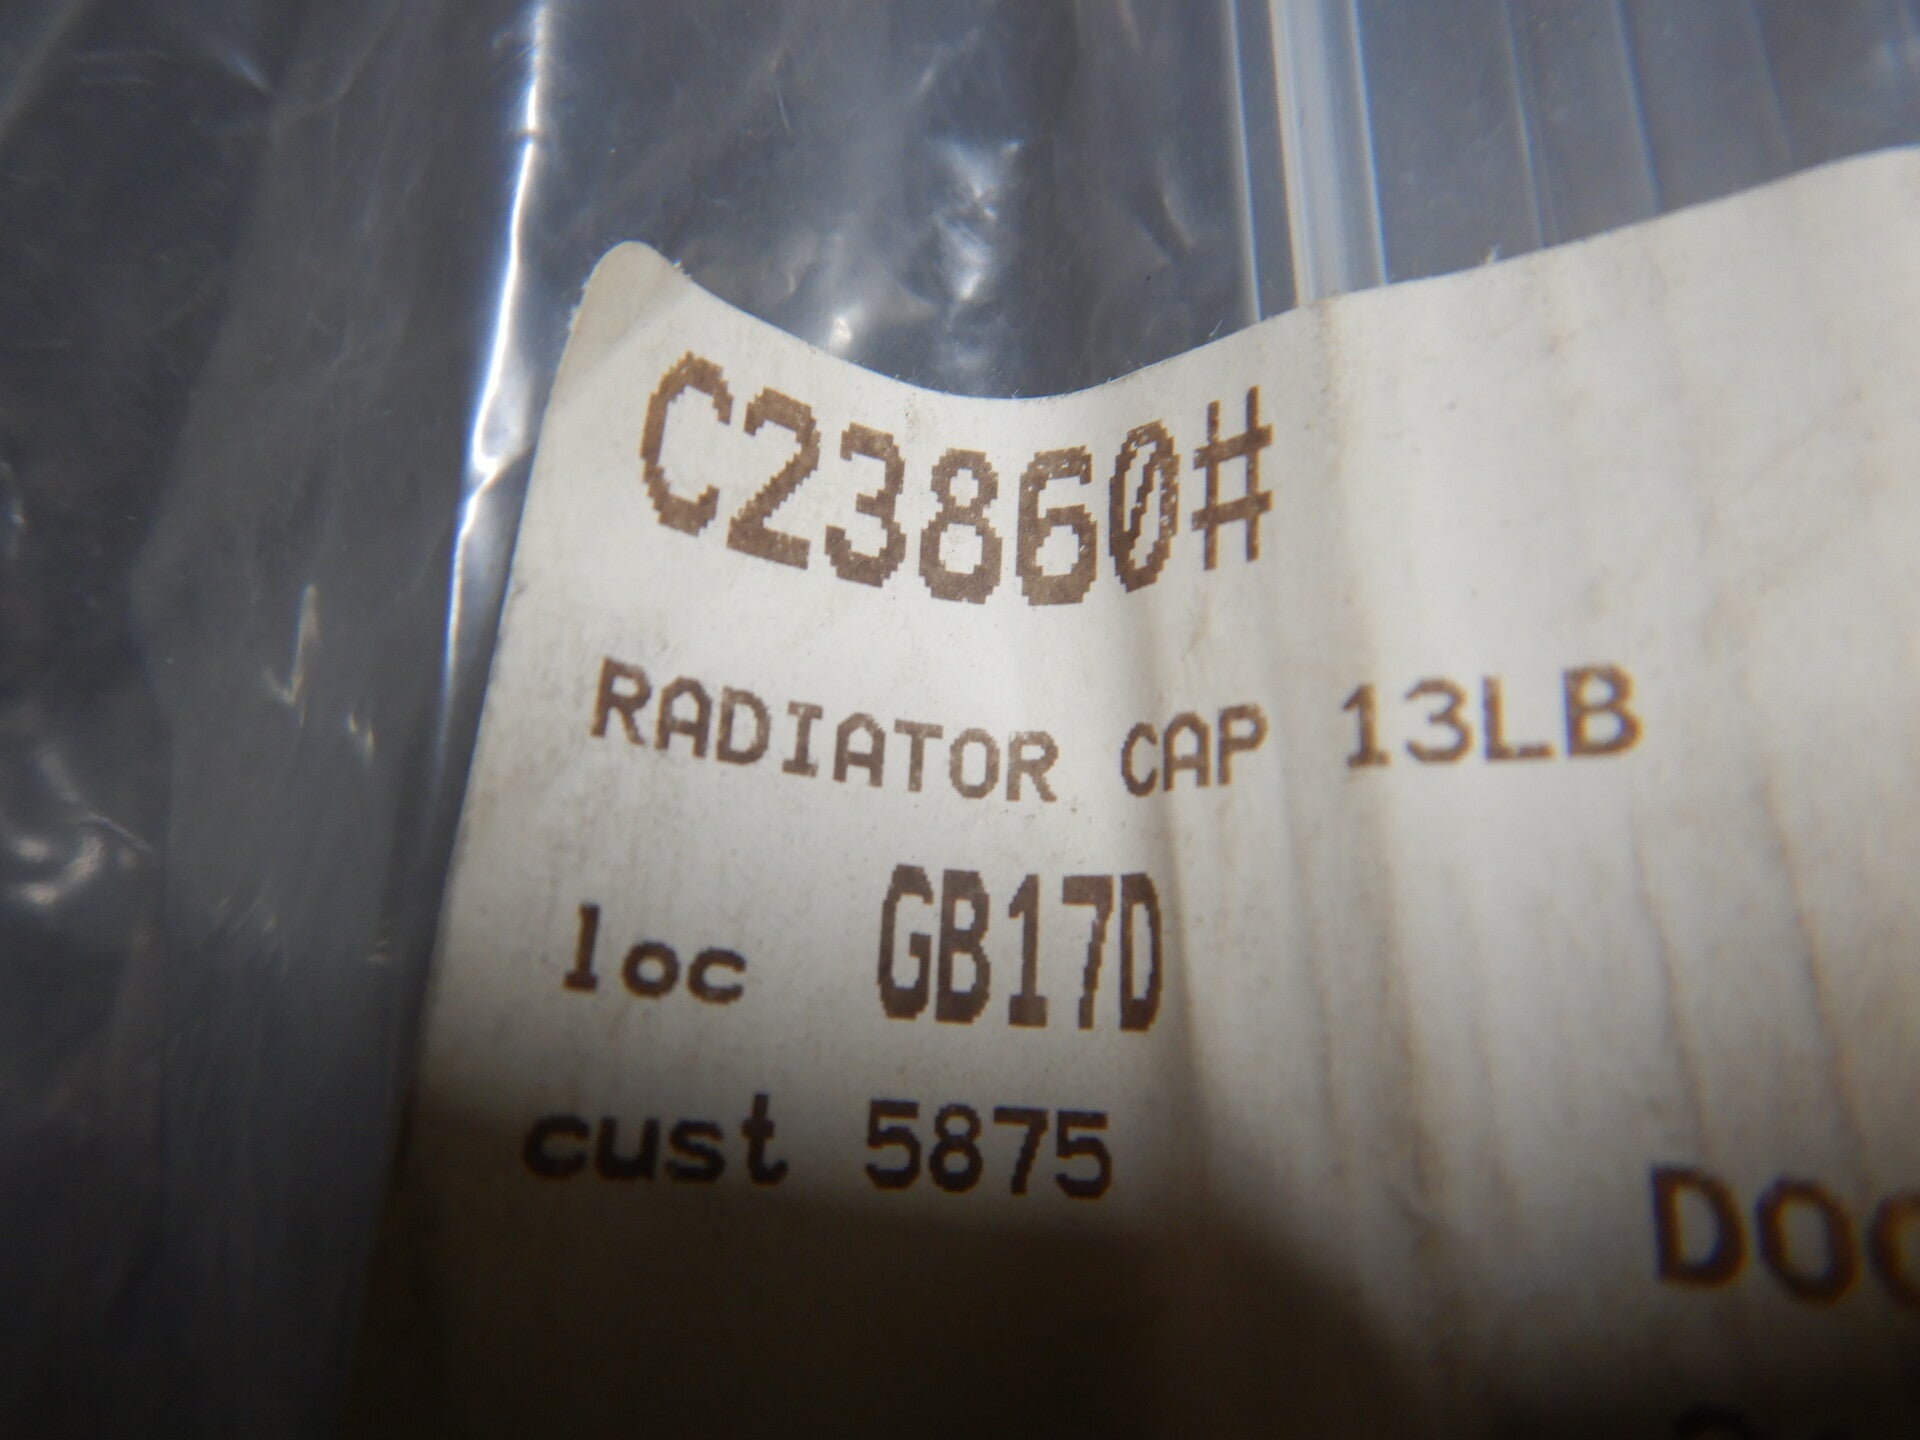 C23860#
RADIATOR CAP 13LB
loc GB17D
cust 5875